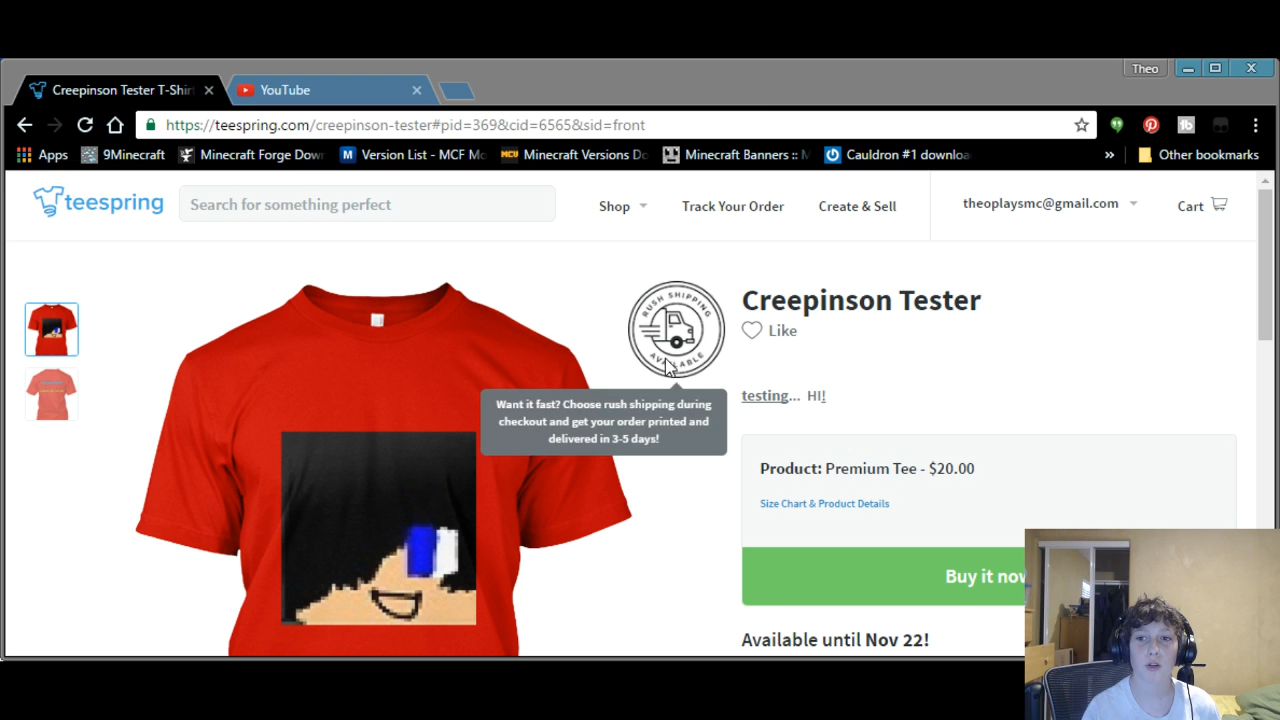 Theo
Creepinson Tester T-Shirt
YouTube
https://teespring.com/creepinson-tester#pid=369&cid=6565&sid=front
Apps
9Minecraft
Minecraft Forge Dow
Version List - MCF Mo
Minecraft Versions Do
Minecraft Banners ::
Cauldron #1 downloa
»
Other bookmarks
teespring
Search for something perfect
Shop
Track Your Order
Create & Sell
theoplaysmc@gmail.com
Cart
RUSH SHIPPING
AVAILABLE
Creepinson Tester
Like
Want it fast? Choose rush shipping during
checkout and get your order printed and
delivered in 3-5 days!
testing... HI!
Product: Premium Tee - $20.00
Size Chart & Product Details
Buy it now
Available until Nov 22!